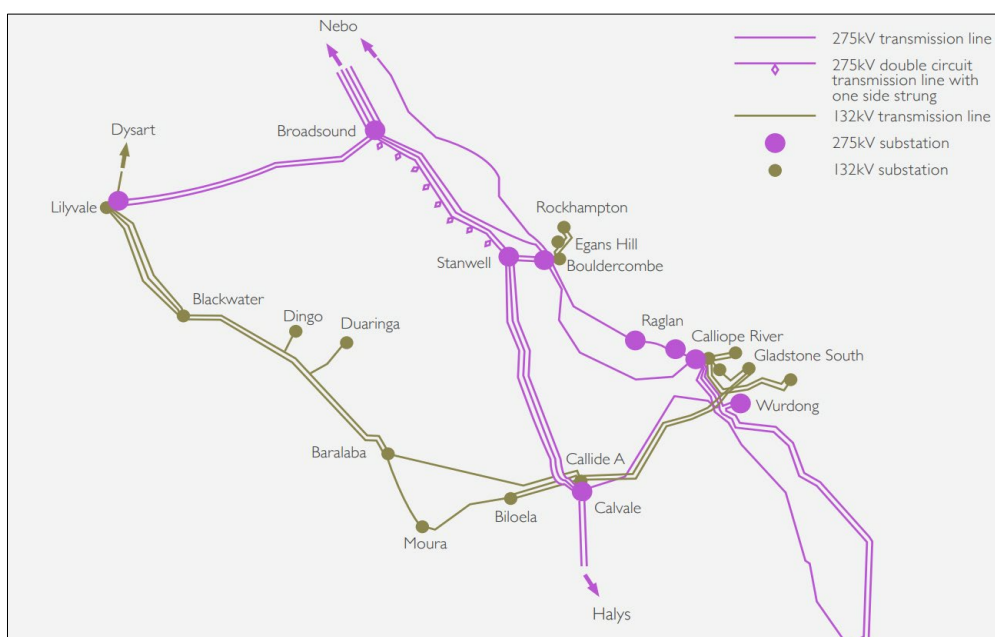 Nebo
275kV transmission line
275kV double circuit
transmission line with
one side strung
132kV transmission line
275kV substation
132kV substation
Broadsound
Dysart
Lilyvale
Rockhampton
Egans Hill
Bouldercombe
Stanwell
Blackwater
Dingo
Duaringa
Raglan
Calliope River
Gladstone South
Wurdong
Baralaba
Callide A
Calvale
Biloela
Moura
Halys